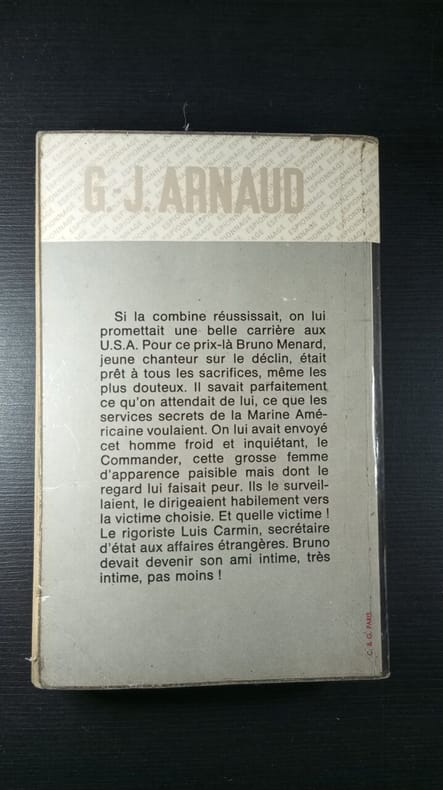 G.-J. ARNAUD
Si la combine réussissait, on lui
promettait une belle carrière aux
U.S.A. Pour ce prix-là Bruno Menard,
jeune chanteur sur le déclin, était
prêt à tous les sacrifices, même les
plus douteux. Il savait parfaitement
ce qu'on attendait de lui, ce que les
services secrets de la Marine Amé-
ricaine voulaient. On lui avait envoyé
cet homme froid et inquiétant, le
Commander, cette grosse femme
d'apparence paisible mais dont le
regard lui faisait peur. Ils le surveil-
laient, le dirigeaient habilement vers
la victime choisie. Et quelle victime !
Le rigoriste Luis Carmin, secrétaire
d'état aux affaires étrangères. Bruno
devait devenir son ami intime, très
intime, pas moins !
C. & G. PARIS